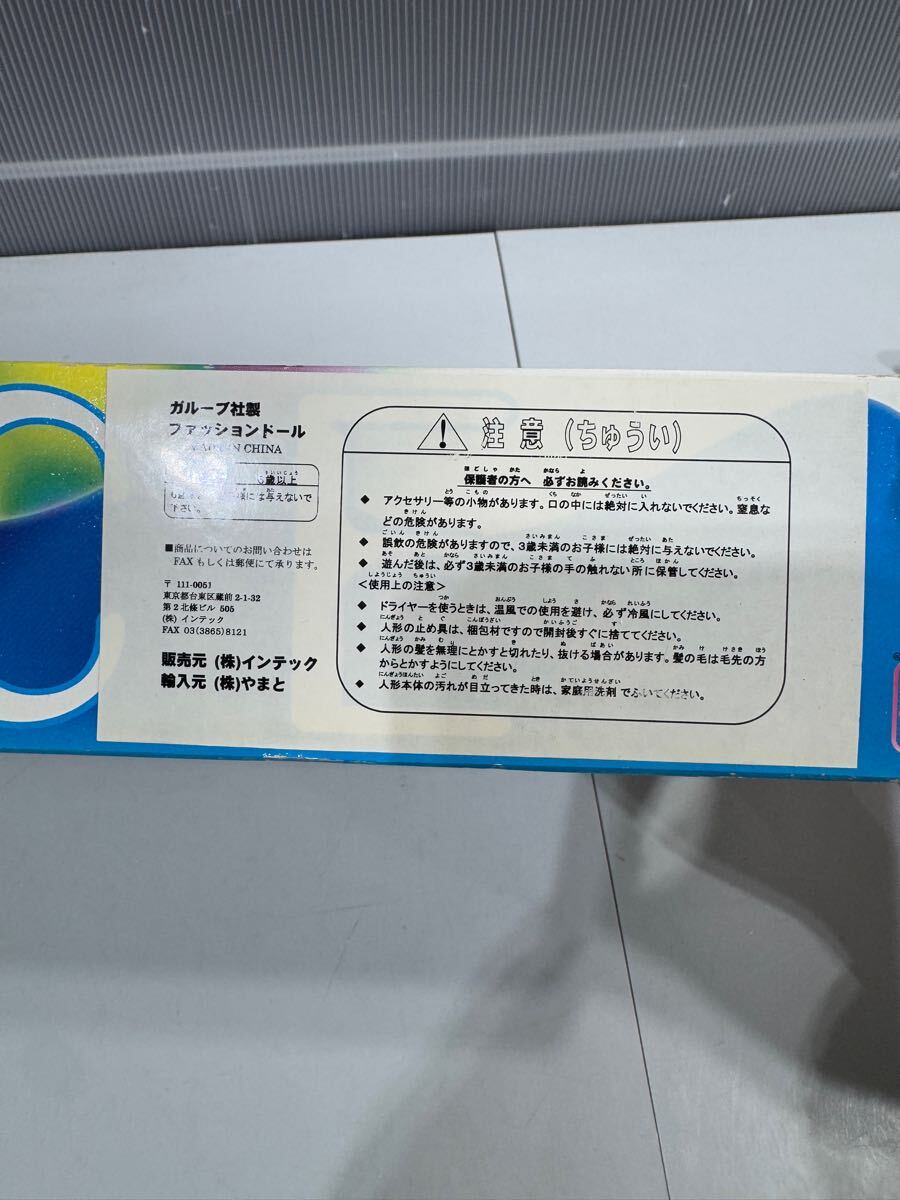 ガルーブ社製
ファッションドール
MADE IN CHINA
6歳以上
には与えないで
下さい。
■商品についてのお問い合わせは
FAXもしくは郵便にて承ります。
〒 111-0051
東京都台東区蔵前 2-1-32
第2北條ビル 505
(株) インテック
FAX 03(3865)8121
販売元 (株)インテック
輸入元 (株)やまと
注意(ちゅうい)
保護者の方へ 必ずお読みください。
◆ アクセサリー等の小物があります。口の中には絶対に入れないでください。窒息な
どの危険があります。
◆ 誤飲の危険がありますので、3歳未満のお子様には絶対に与えないでください。
◆ 遊んだ後は、必ず3歳未満のお子様の手の触れない所に保管してください。
<使用上の注意>
◆ ドライヤーを使うときは、温風での使用を避け、必ず冷風にしてください。
◆ 人形の止め具は、梱包材ですので開封後すぐに捨ててください。
◆ 人形の髪を無理にとかすと切れたり、抜ける場合があります。髪の毛は毛先の方
からとかすようにしてください。
◆ 人形本体の汚れが目立ってきた時は、家庭用洗剤でふいてください。